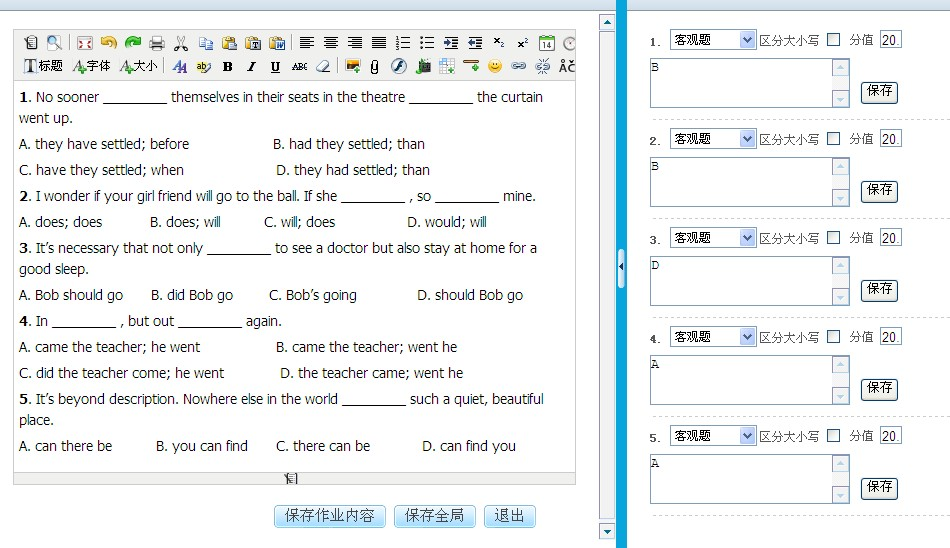 标题 字体 大小 B I U ABC
1. No sooner _________ themselves in their seats in the theatre _________ the curtain
went up.
A. they have settled; before B. had they settled; than
C. have they settled; when D. they had settled; than
2. I wonder if your girl friend will go to the ball. If she _________ , so _________ mine.
A. does; does B. does; will C. will; does D. would; will
3. It’s necessary that not only _________ to see a doctor but also stay at home for a
good sleep.
A. Bob should go B. did Bob go C. Bob’s going D. should Bob go
4. In _________ , but out _________ again.
A. came the teacher; he went B. came the teacher; went he
C. did the teacher come; he went D. the teacher came; went he
5. It’s beyond description. Nowhere else in the world _________ such a quiet, beautiful
place.
A. can there be B. you can find C. there can be D. can find you
保存作业内容 保存全局 退出
1. 客观题 区分大小写 分值 20.
B
保存
2. 客观题 区分大小写 分值 20.
B
保存
3. 客观题 区分大小写 分值 20.
D
保存
4. 客观题 区分大小写 分值 20.
A
保存
5. 客观题 区分大小写 分值 20.
A
保存